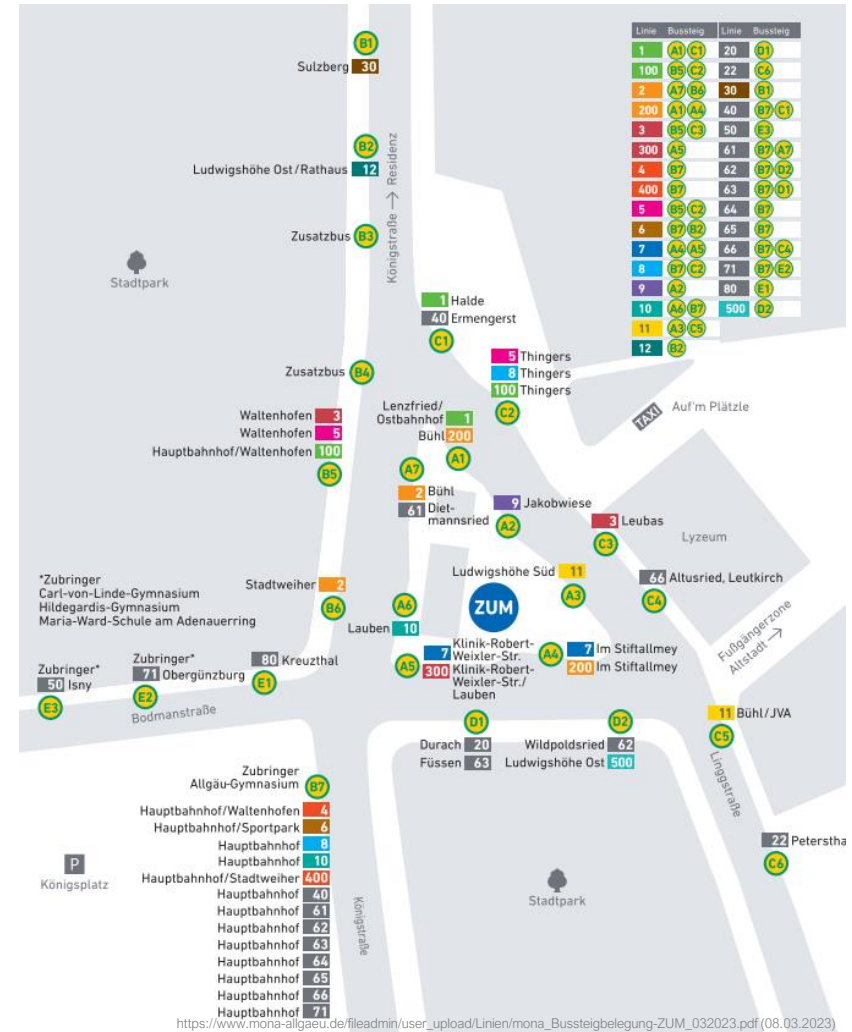 B1
Sulzberg 30
B2
Ludwigshöhe Ost/Rathaus 12
Königstraße → Residenz
Zusatzbus B3
Stadtpark
1 Halde
40 Ermengerst
C1
Zusatzbus B4
5 Thingers
8 Thingers
100 Thingers
C2
TAXI
Auf'm Plätzle
Waltenhofen 3
Waltenhofen 5
Hauptbahnhof/Waltenhofen 100
B5
Lenzfried/
Ostbahnhof 1
Bühl 200
A1
A7
2 Bühl
61 Diet-
mannsried
9 Jakobwiese
A2
3 Leubas
C3
Lyzeum
Ludwigshöhe Süd 11
A3
66 Altusried, Leutkirch
C4
*Zubringer
Carl-von-Linde-Gymnasium
Hildegardis-Gymnasium
Maria-Ward-Schule am Adenauerring
Stadtweiher 2
B6
A6
Lauben 10
ZUM
Fußgängerzone
Altstadt →
A5
7 Klinik-Robert-
Weixler-Str.
300 Klinik-Robert-
Weixler-Str./
Lauben
A4
7 Im Stiftallmey
200 Im Stiftallmey
Zubringer*
50 Isny
E3
Zubringer*
71 Obergünzburg
E2
80 Kreuzthal
E1
Bodmanstraße
D1
Durach 20
Füssen 63
D2
Wildpoldsried 62
Ludwigshöhe Ost 500
11 Bühl/JVA
C5
Linggstraße
22 Peterstha
C6
Zubringer
Allgäu-Gymnasium B7
Hauptbahnhof/Waltenhofen 4
Hauptbahnhof/Sportpark 6
Hauptbahnhof 8
Hauptbahnhof 10
Hauptbahnhof/Stadtweiher 400
Hauptbahnhof 40
Hauptbahnhof 61
Hauptbahnhof 62
Hauptbahnhof 63
Hauptbahnhof 64
Hauptbahnhof 65
Hauptbahnhof 66
Hauptbahnhof 71
P
Königsplatz
Königstraße
Stadtpark
Linie Bussteig Linie Bussteig
1 A1 C1 20 D1
100 B5 C2 22 C6
2 A7 B6 30 B1
200 A1 A4 40 B7 C1
3 B5 C3 50 E3
300 A5 61 B7 A7
4 B7 62 B7 D2
400 B7 63 B7 D1
5 B5 C2 64 B7
6 B7 B2 65 B7
7 A4 A5 66 B7 C4
8 B7 C2 71 B7 E2
9 A2 80 E1
10 A6 B7 500 D2
11 A3 C5
12 B2
https://www.mona-allgaeu.de/fileadmin/user_upload/Linien/mona_Bussteigbelegung-ZUM_032023.pdf (08.03.2023)